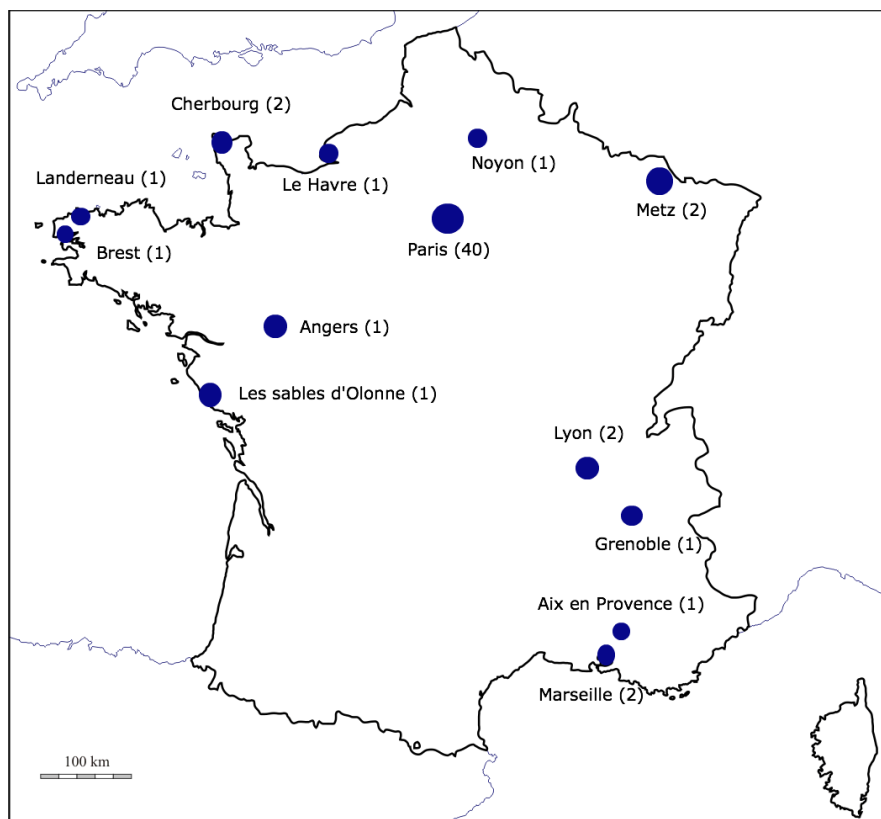 Cherbourg (2)
Noyon (1)
Landerneau (1)
Le Havre (1)
Metz (2)
Brest (1)
Paris (40)
Angers (1)
Les sables d'Olonne (1)
Lyon (2)
Grenoble (1)
Aix en Provence (1)
Marseille (2)
100 km